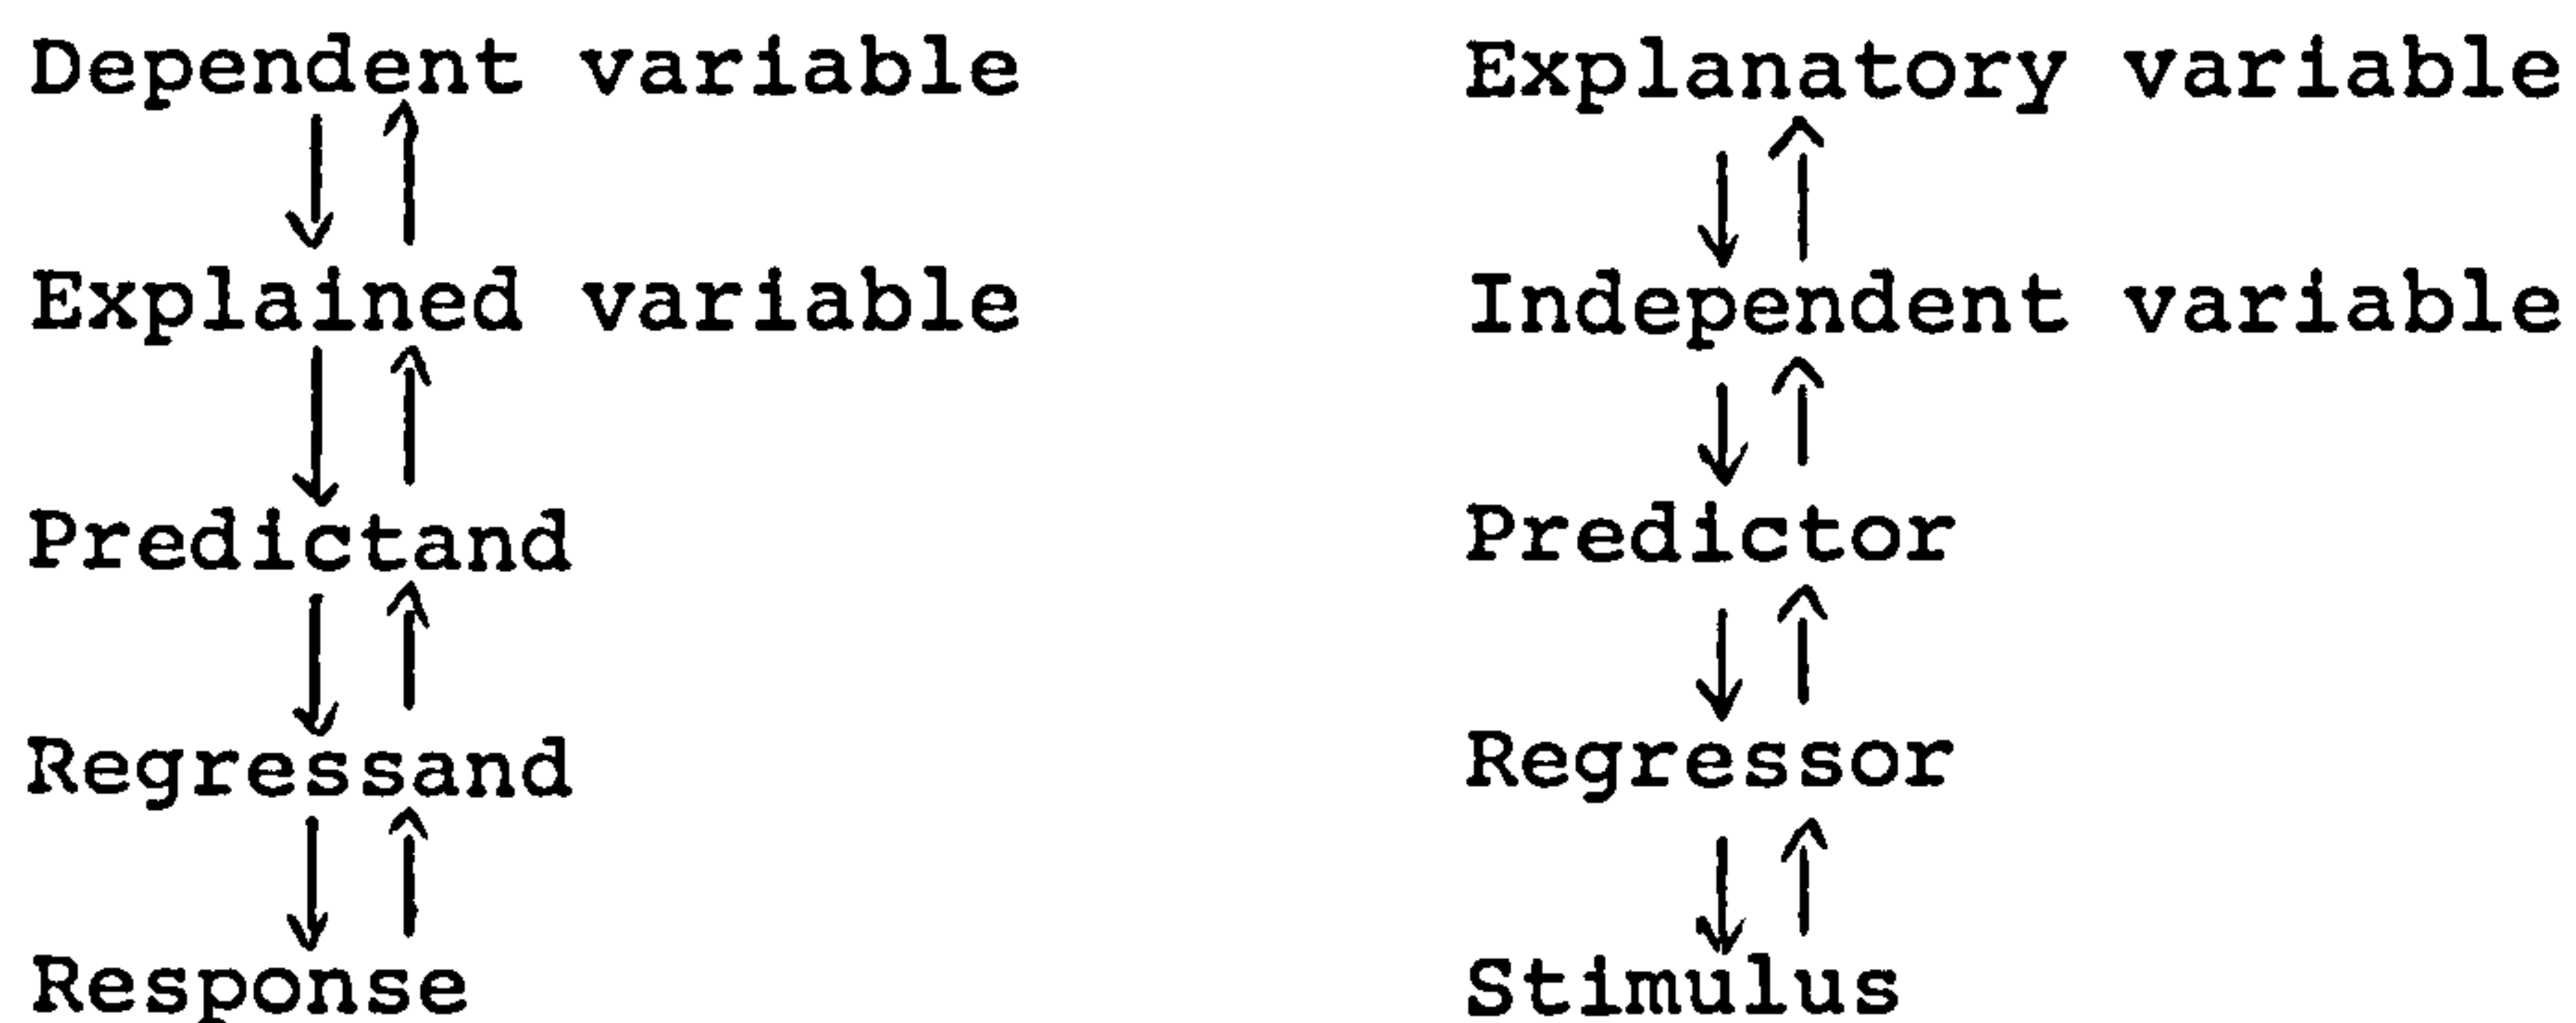 Dependent variable Explanatory variable
Explained variable Independent variable
Predictand Predictor
Regressand Regressor
Response Stimulus